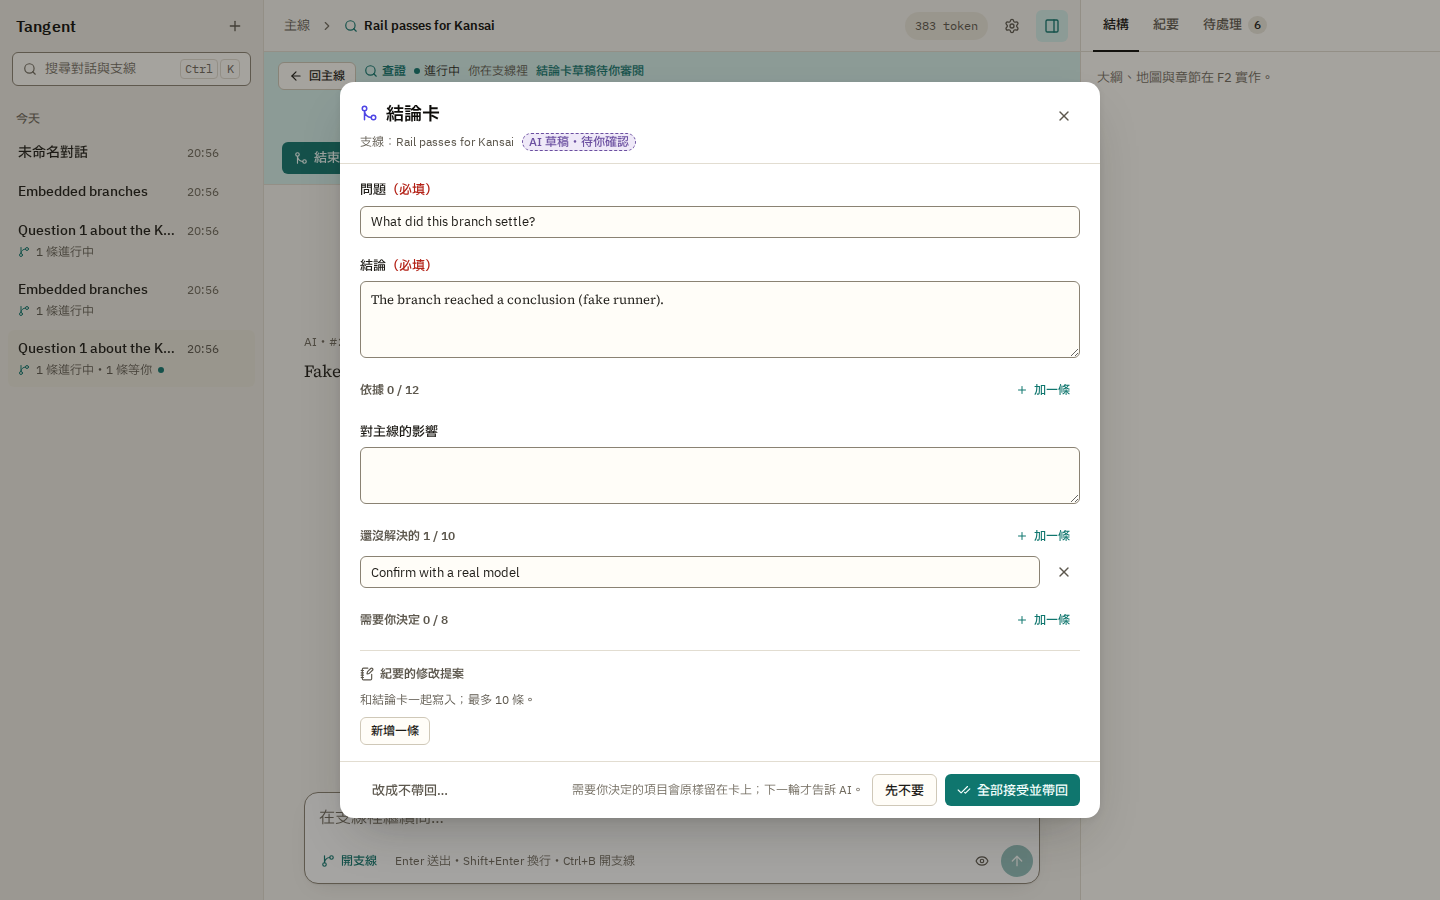 Tangent
搜尋對話與支線
Ctrl K
今天
未命名對話 20:56
Embedded branches 20:56
Question 1 about the K... 20:56
1 條進行中
Embedded branches 20:56
1 條進行中
Question 1 about the K... 20:56
1 條進行中・1 條等你
主線 Rail passes for Kansai
383 token
回主線
查證 進行中 你在支線裡 結論卡草稿待你審閱
結束
AI・#
Fake
結論卡
支線：Rail passes for Kansai AI 草稿・待你確認
問題（必填）
What did this branch settle?
結論（必填）
The branch reached a conclusion (fake runner).
依據 0 / 12 加一條
對主線的影響
還沒解決的 1 / 10 加一條
Confirm with a real model
需要你決定 0 / 8 加一條
紀要的修改提案
和結論卡一起寫入；最多 10 條。
新增一條
改成不帶回... 需要你決定的項目會原樣留在卡上；下一輪才告訴 AI。 先不要 全部接受並帶回
在支線裡繼續問...
開支線 Enter 送出・Shift+Enter 換行・Ctrl+B 開支線
結構 紀要 待處理 6
大綱、地圖與章節在 F2 實作。